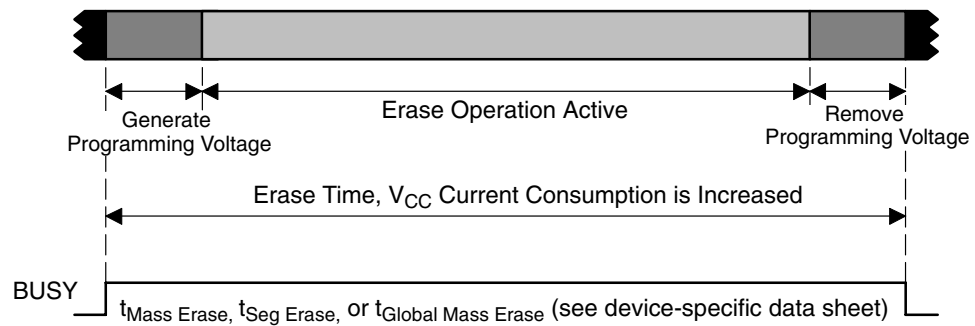 Generate
Programming Voltage
Erase Operation Active
Remove
Programming Voltage
Erase Time, VCC Current Consumption is Increased
BUSY
tMass Erase, tSeg Erase, or tGlobal Mass Erase (see device-specific data sheet)